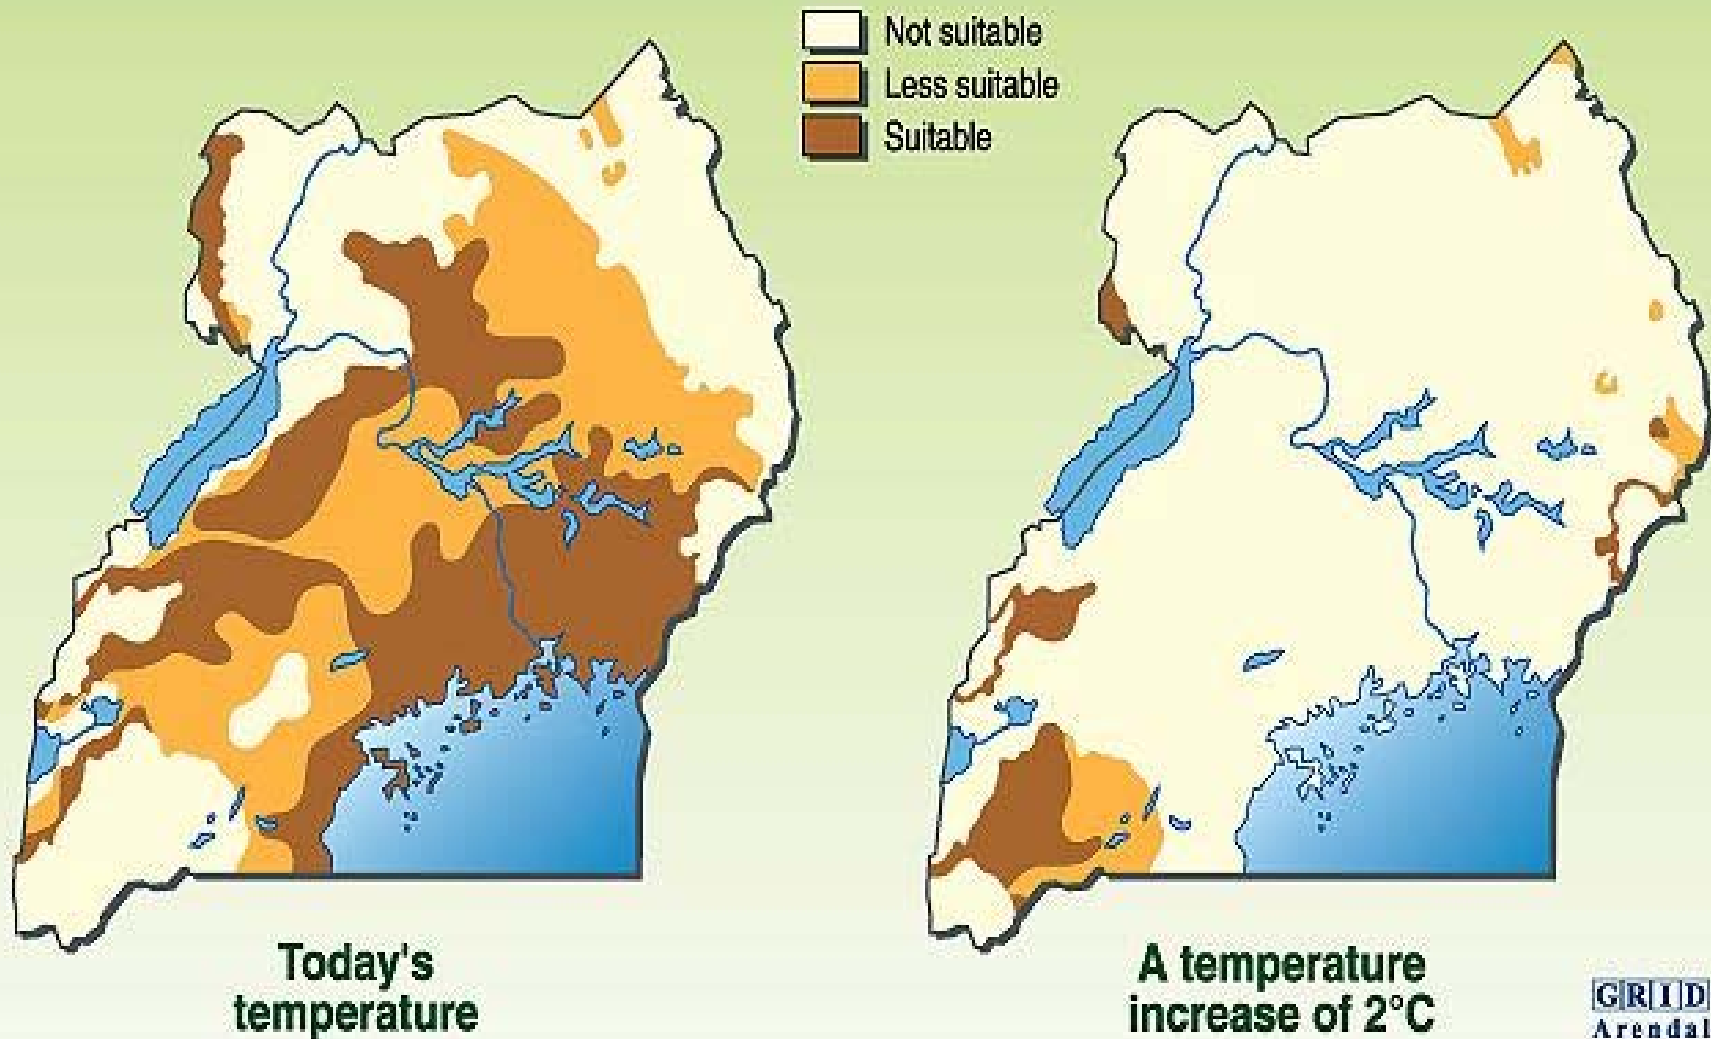 Not suitable
Less suitable
Suitable
Today's
temperature
A temperature
increase of 2°C
GRID
Arendal